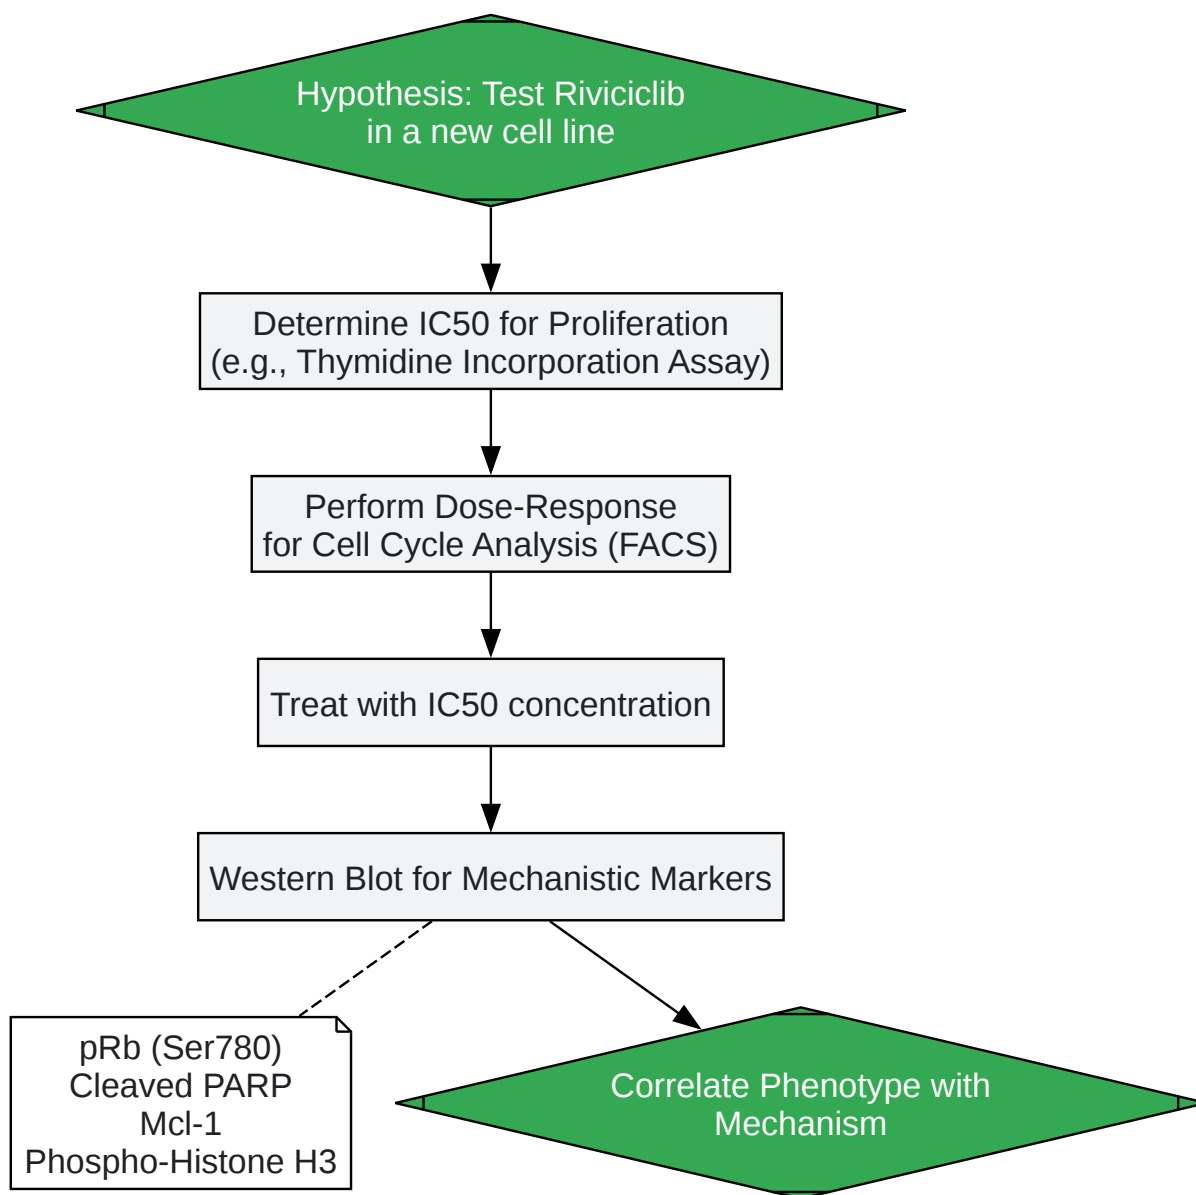 Hypothesis: Test Riviciclib
in a new cell line
Determine IC50 for Proliferation
(e.g., Thymidine Incorporation Assay)
Perform Dose-Response
for Cell Cycle Analysis (FACS)
Treat with IC50 concentration
Western Blot for Mechanistic Markers
pRb (Ser780)
Cleaved PARP
Mcl-1
Phospho-Histone H3
Correlate Phenotype with
Mechanism